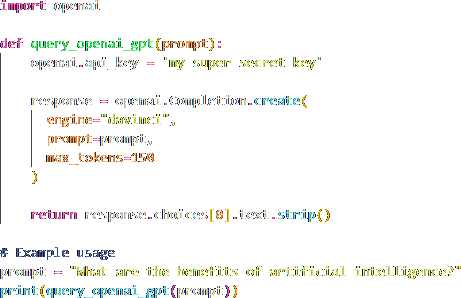 import openai
def query_openai_gpt(prompt):
openai.api_key = "my super secret key"
response = openai.Completion.create(
engine="davinci",
prompt=prompt,
max_tokens=150
)
return response.choices[0].text.strip()
# Example usage
prompt = "What are the benefits of artificial intelligence?"
print(query_openai_gpt(prompt))